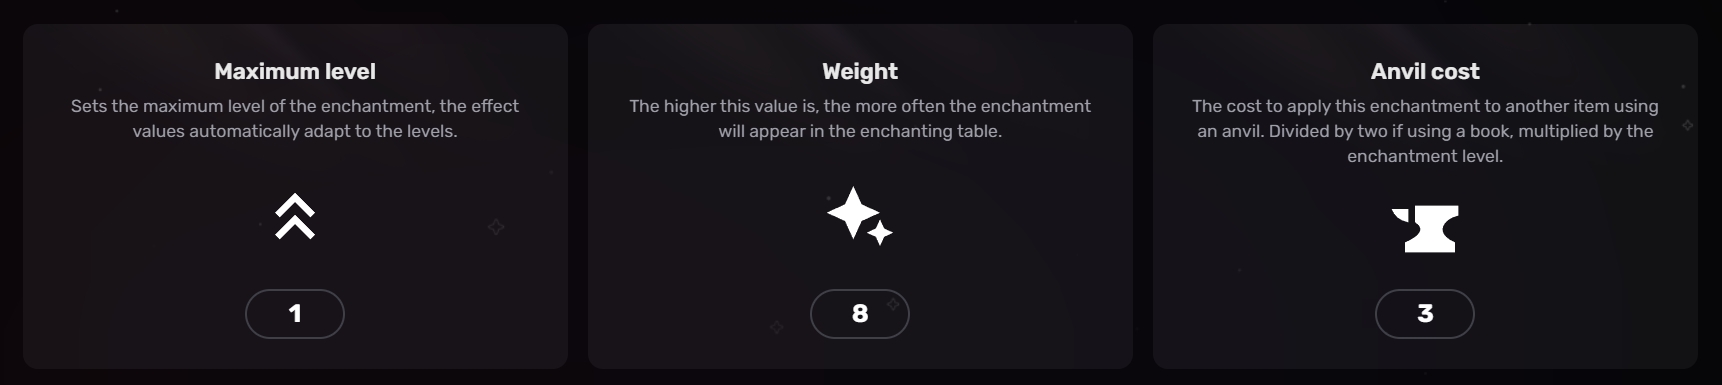 Maximum level
Sets the maximum level of the enchantment, the effect
values automatically adapt to the levels.
1
Weight
The higher this value is, the more often the enchantment
will appear in the enchanting table.
8
Anvil cost
The cost to apply this enchantment to another item using
an anvil. Divided by two if using a book, multiplied by the
enchantment level.
3